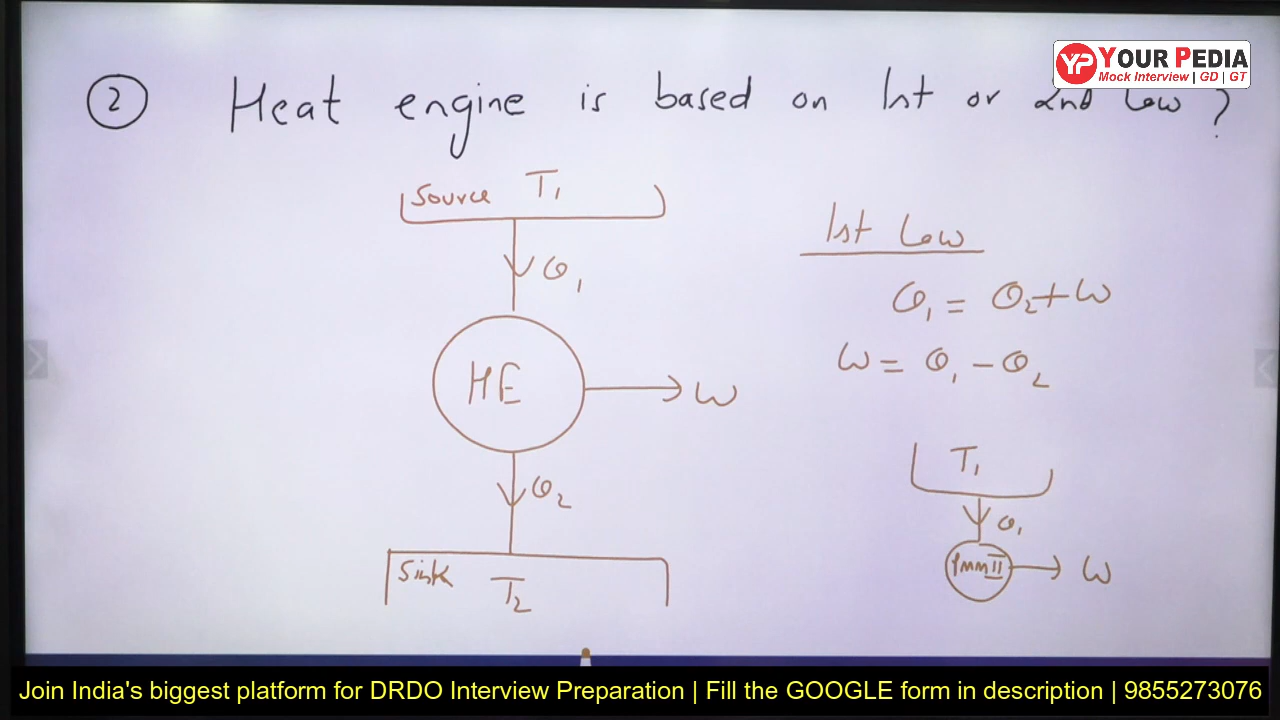 YP YOUR PEDIA
Mock Interview | GD | GT
2 Heat engine is based on Ist or 2nd Law ?
Source T1
Q1
HE
W
Q2
Sink T2
Ist Law
Q1 = Q2 + W
W = Q1 - Q2
T1
Q1
PMM II
W
Join India's biggest platform for DRDO Interview Preparation | Fill the GOOGLE form in description | 9855273076